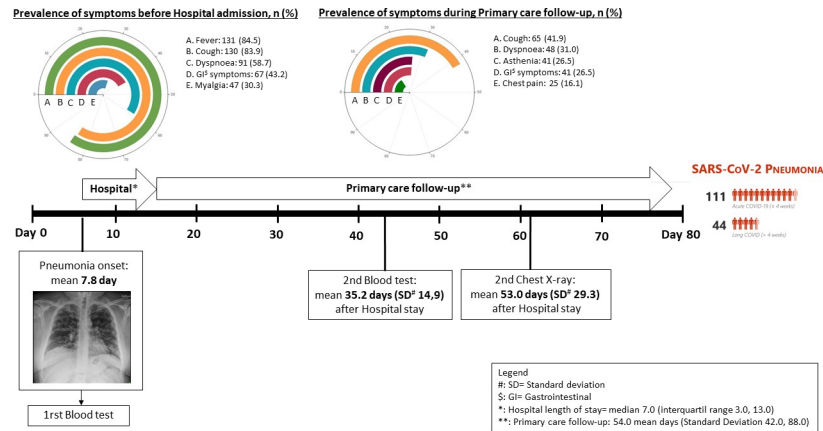 Prevalence of symptoms before Hospital admission, n (%)
A. Fever: 131 (84.5)
B. Cough: 130 (83.9)
C. Dyspnoea: 91 (58.7)
D. GI$ symptoms: 67 (43.2)
E. Myalgia: 47 (30.3)
A B C D E
Prevalence of symptoms during Primary care follow-up, n (%)
A. Cough: 65 (41.9)
B. Dyspnoea: 48 (31.0)
C. Asthenia: 41 (26.5)
D. GI$ symptoms: 41 (26.5)
E. Chest pain: 25 (16.1)
A B C D E
Hospital*
Primary care follow-up**
SARS-CoV-2 Pneumonia
111
Acute COVID-19 (< 4 weeks)
44
Long COVID (> 4 weeks)
Day 0 10 20 30 40 50 60 70 Day 80
Pneumonia onset:
mean 7.8 day
1rst Blood test
2nd Blood test:
mean 35.2 days (SD# 14,9)
after Hospital stay
2nd Chest X-ray:
mean 53.0 days (SD# 29.3)
after Hospital stay
Legend
#: SD= Standard deviation
$: GI= Gastrointestinal
*: Hospital length of stay= median 7.0 (interquartil range 3.0, 13.0)
**: Primary care follow-up: 54.0 mean days (Standard Deviation 42.0, 88.0)